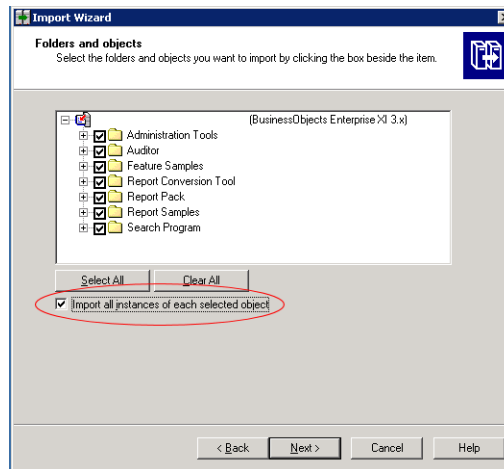 Import Wizard
Folders and objects
Select the folders and objects you want to import by clicking the box beside the item.
(BusinessObjects Enterprise XI 3.x)
Administration Tools
Auditor
Feature Samples
Report Conversion Tool
Report Pack
Report Samples
Search Program
Select All Clear All
Import all instances of each selected object
< Back Next > Cancel Help